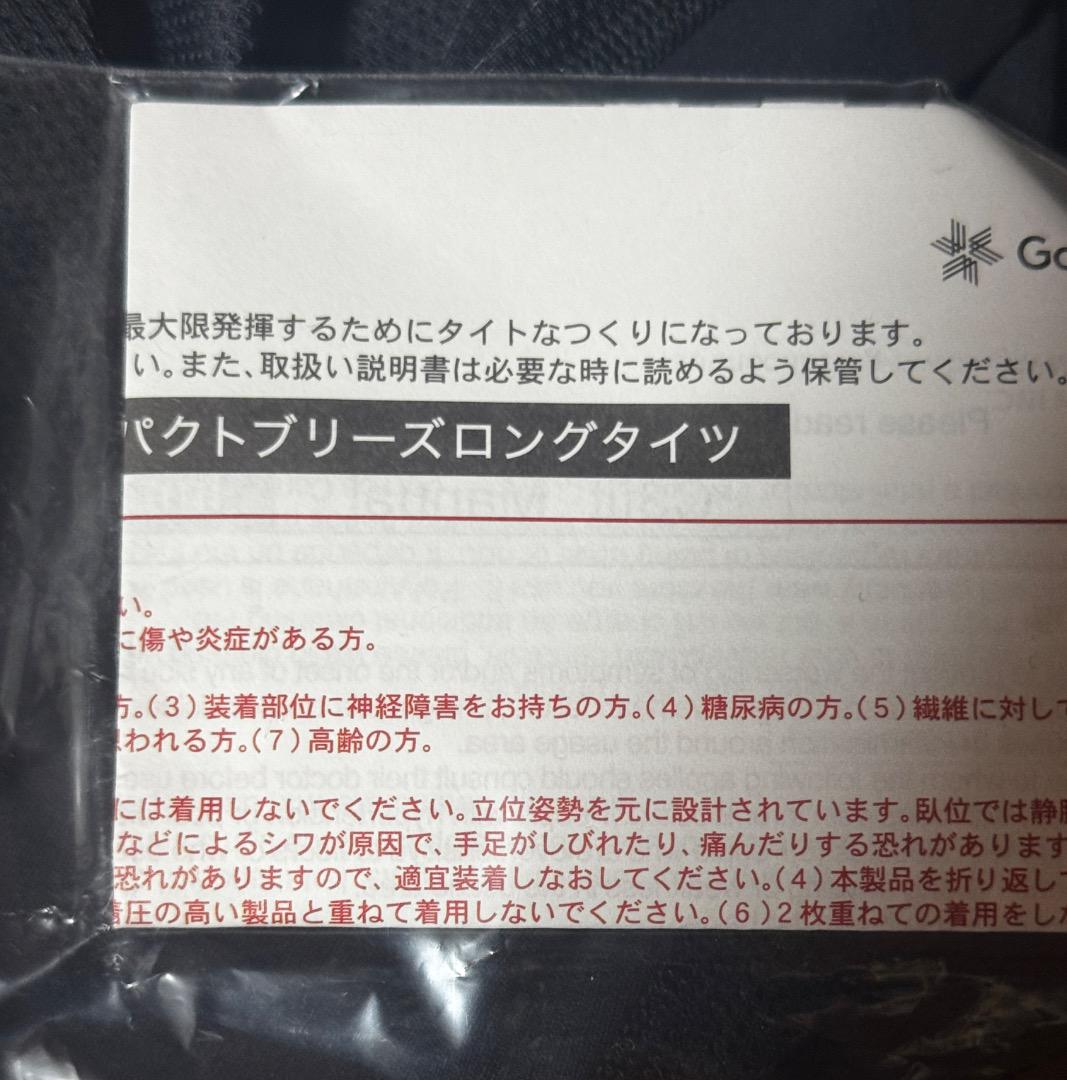 Go
最大限発揮するためにタイトなつくりになっております。
い。また、取扱い説明書は必要な時に読めるよう保管してください。
パクトブリーズロングタイツ
い。
に傷や炎症がある方。
方。(3)装着部位に神経障害をお持ちの方。(4)糖尿病の方。(5)繊維に対して
われる方。(7)高齢の方。
には着用しないでください。立位姿勢を元に設計されています。臥位では静脈
などによるシワが原因で、手足がしびれたり、痛んだりする恐れがあります
恐れがありますので、適宜装着しなおしてください。(4)本製品を折り返して
着圧の高い製品と重ねて着用しないでください。(6)2枚重ねての着用をしな